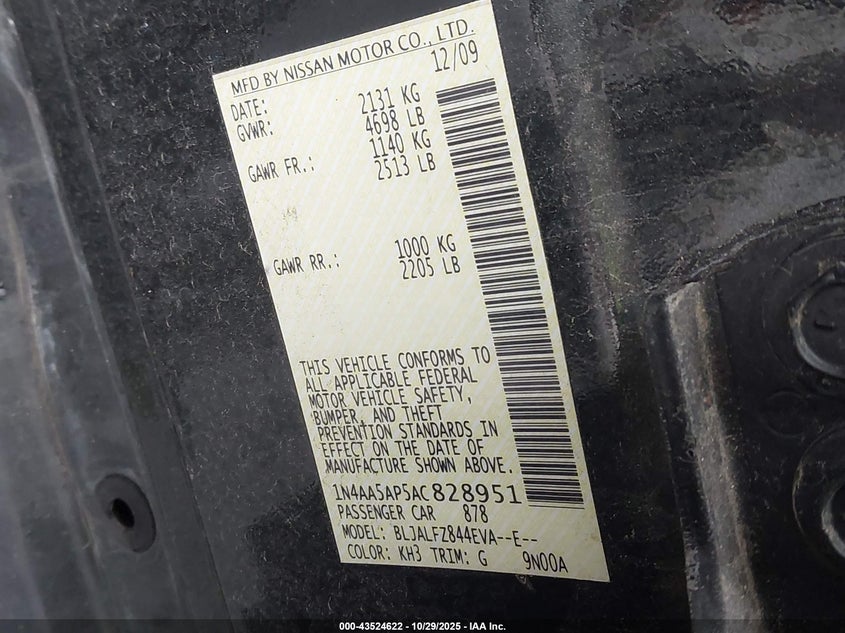 MFD BY NISSAN MOTOR CO., LTD.
DATE: 12/09
GVWR: 2131 KG
4698 LB
GAWR FR.: 1140 KG
2513 LB
GAWR RR.: 1000 KG
2205 LB
THIS VEHICLE CONFORMS TO
ALL APPLICABLE FEDERAL
MOTOR VEHICLE SAFETY,
BUMPER, AND THEFT
PREVENTION STANDARDS IN
EFFECT ON THE DATE OF
MANUFACTURE SHOWN ABOVE.
1N4AA5AP5AC828951
PASSENGER CAR 878
MODEL: BLJALFZ844EVA--E--
COLOR: KH3 TRIM: G 9N00A
000-43524622 - 10/29/2025 - IAA Inc.